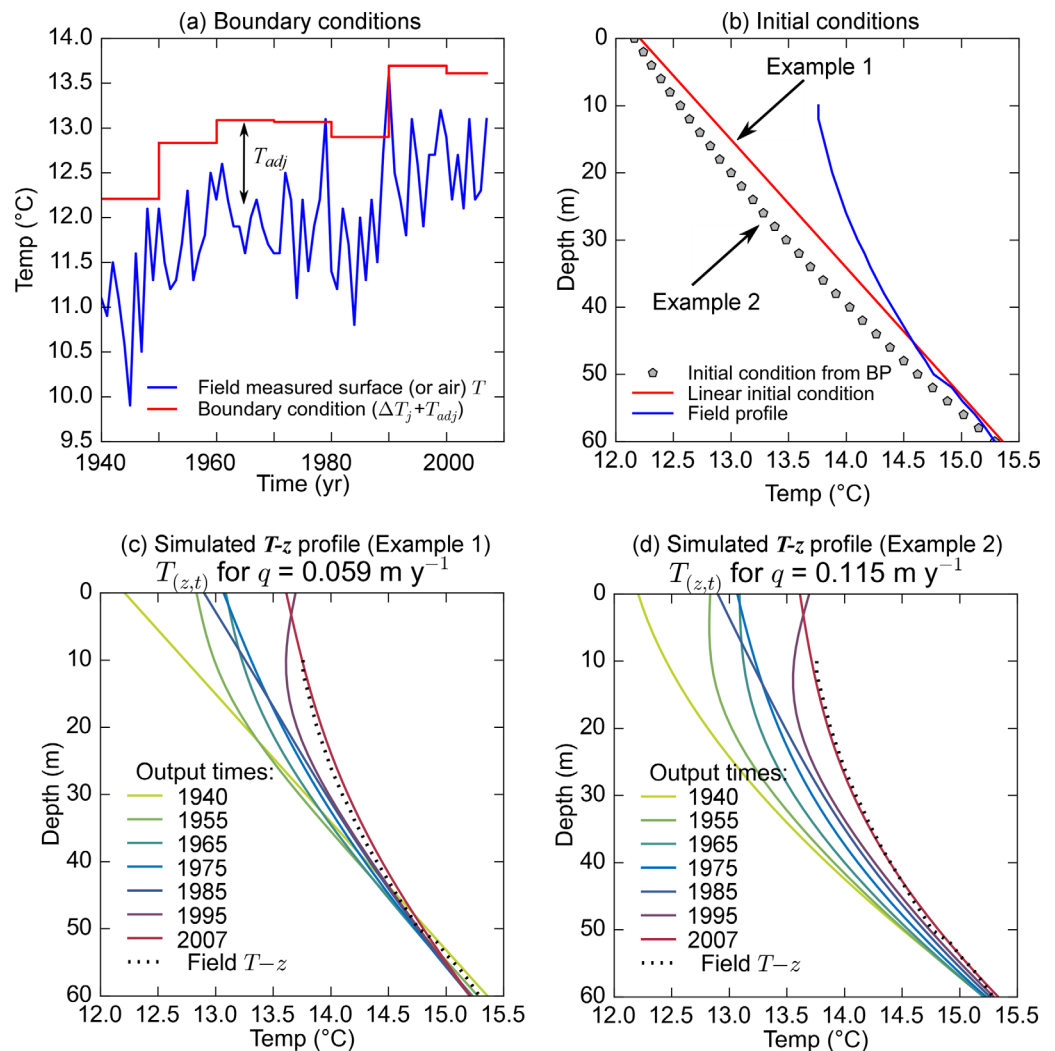 (a) Boundary conditions
14.0
13.5
13.0
12.5
12.0
11.5
11.0
10.5
10.0
9.5
Temp (°C)
T_adj
Field measured surface (or air) T
Boundary condition (ΔT_j+T_adj)
1940 1960 1980 2000
Time (yr)
(b) Initial conditions
0
10
20
30
40
50
60
Depth (m)
Example 1
Example 2
Initial condition from BP
Linear initial condition
Field profile
12.0 12.5 13.0 13.5 14.0 14.5 15.0 15.5
Temp (°C)
(c) Simulated T-z profile (Example 1)
T_(z,t) for q = 0.059 m y⁻¹
0
10
20
30
40
50
60
Depth (m)
Output times:
1940
1955
1965
1975
1985
1995
2007
Field T−z
12.0 12.5 13.0 13.5 14.0 14.5 15.0 15.5
Temp (°C)
(d) Simulated T-z profile (Example 2)
T_(z,t) for q = 0.115 m y⁻¹
0
10
20
30
40
50
60
Depth (m)
Output times:
1940
1955
1965
1975
1985
1995
2007
Field T−z
12.0 12.5 13.0 13.5 14.0 14.5 15.0 15.5
Temp (°C)